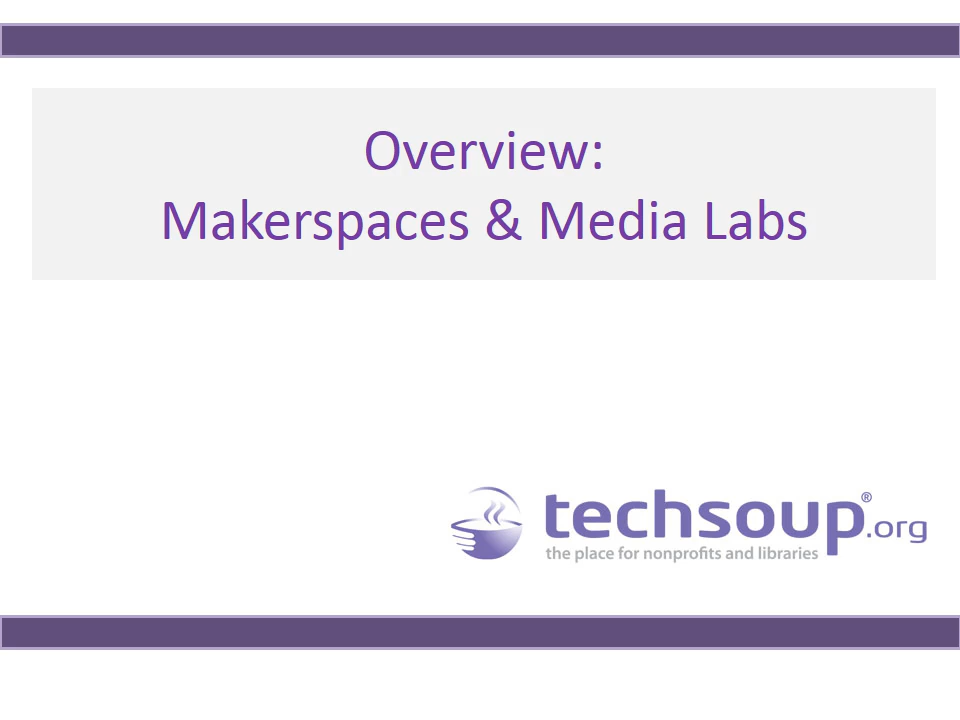 Overview:
Makerspaces & Media Labs
techsoup®.org
the place for nonprofits and libraries